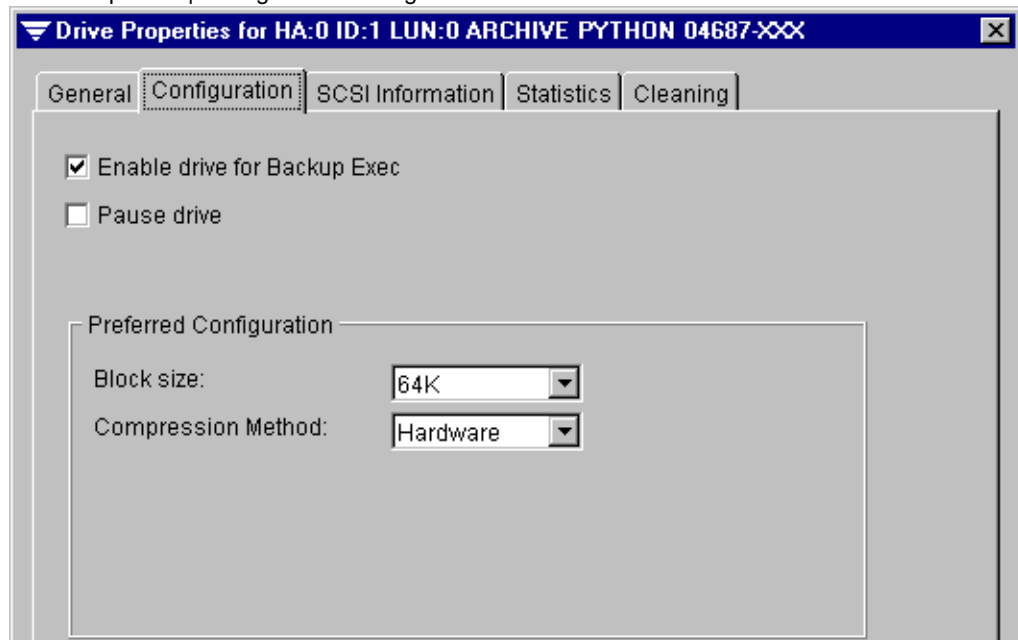 Drive Properties for HA:0 ID:1 LUN:0 ARCHIVE PYTHON 04687-XXX
General Configuration SCSI Information Statistics Cleaning
Enable drive for Backup Exec
Pause drive
Preferred Configuration
Block size: 64K
Compression Method: Hardware